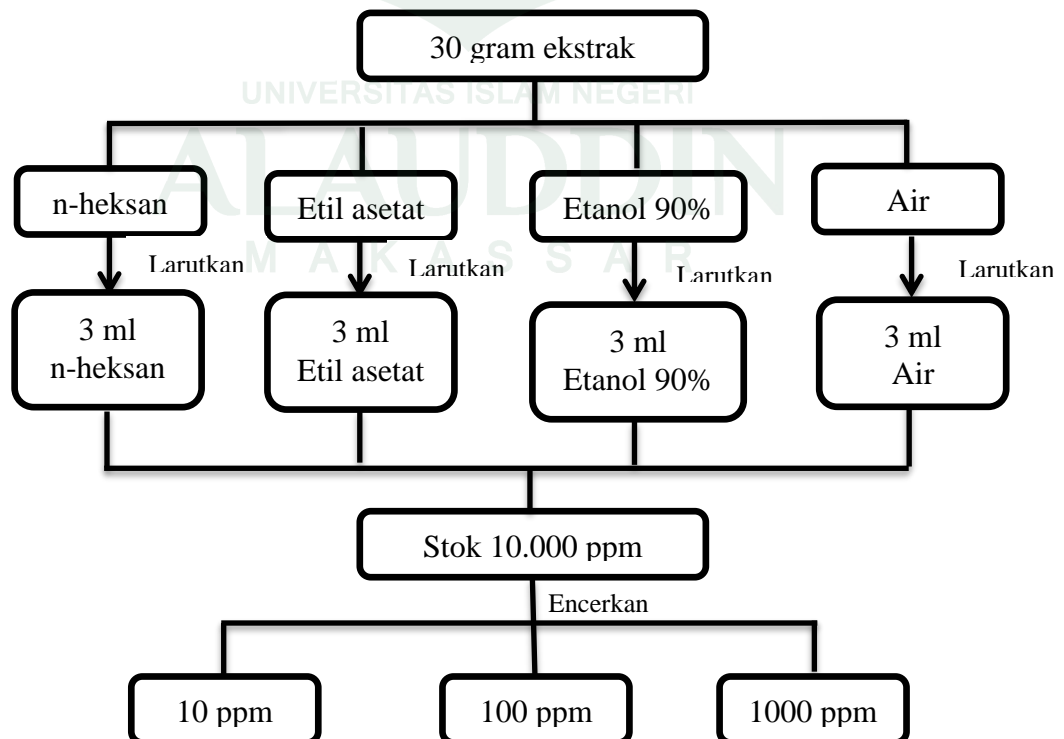 30 gram ekstrak
UNIVERSITAS ISLAM NEGERI
ALAUDDIN
MAKASSAR
n-heksan
Etil asetat
Etanol 90%
Air
Larutkan
Larutkan
Larutkan
Larutkan
3 ml
n-heksan
3 ml
Etil asetat
3 ml
Etanol 90%
3 ml
Air
Stok 10.000 ppm
Encerkan
10 ppm
100 ppm
1000 ppm